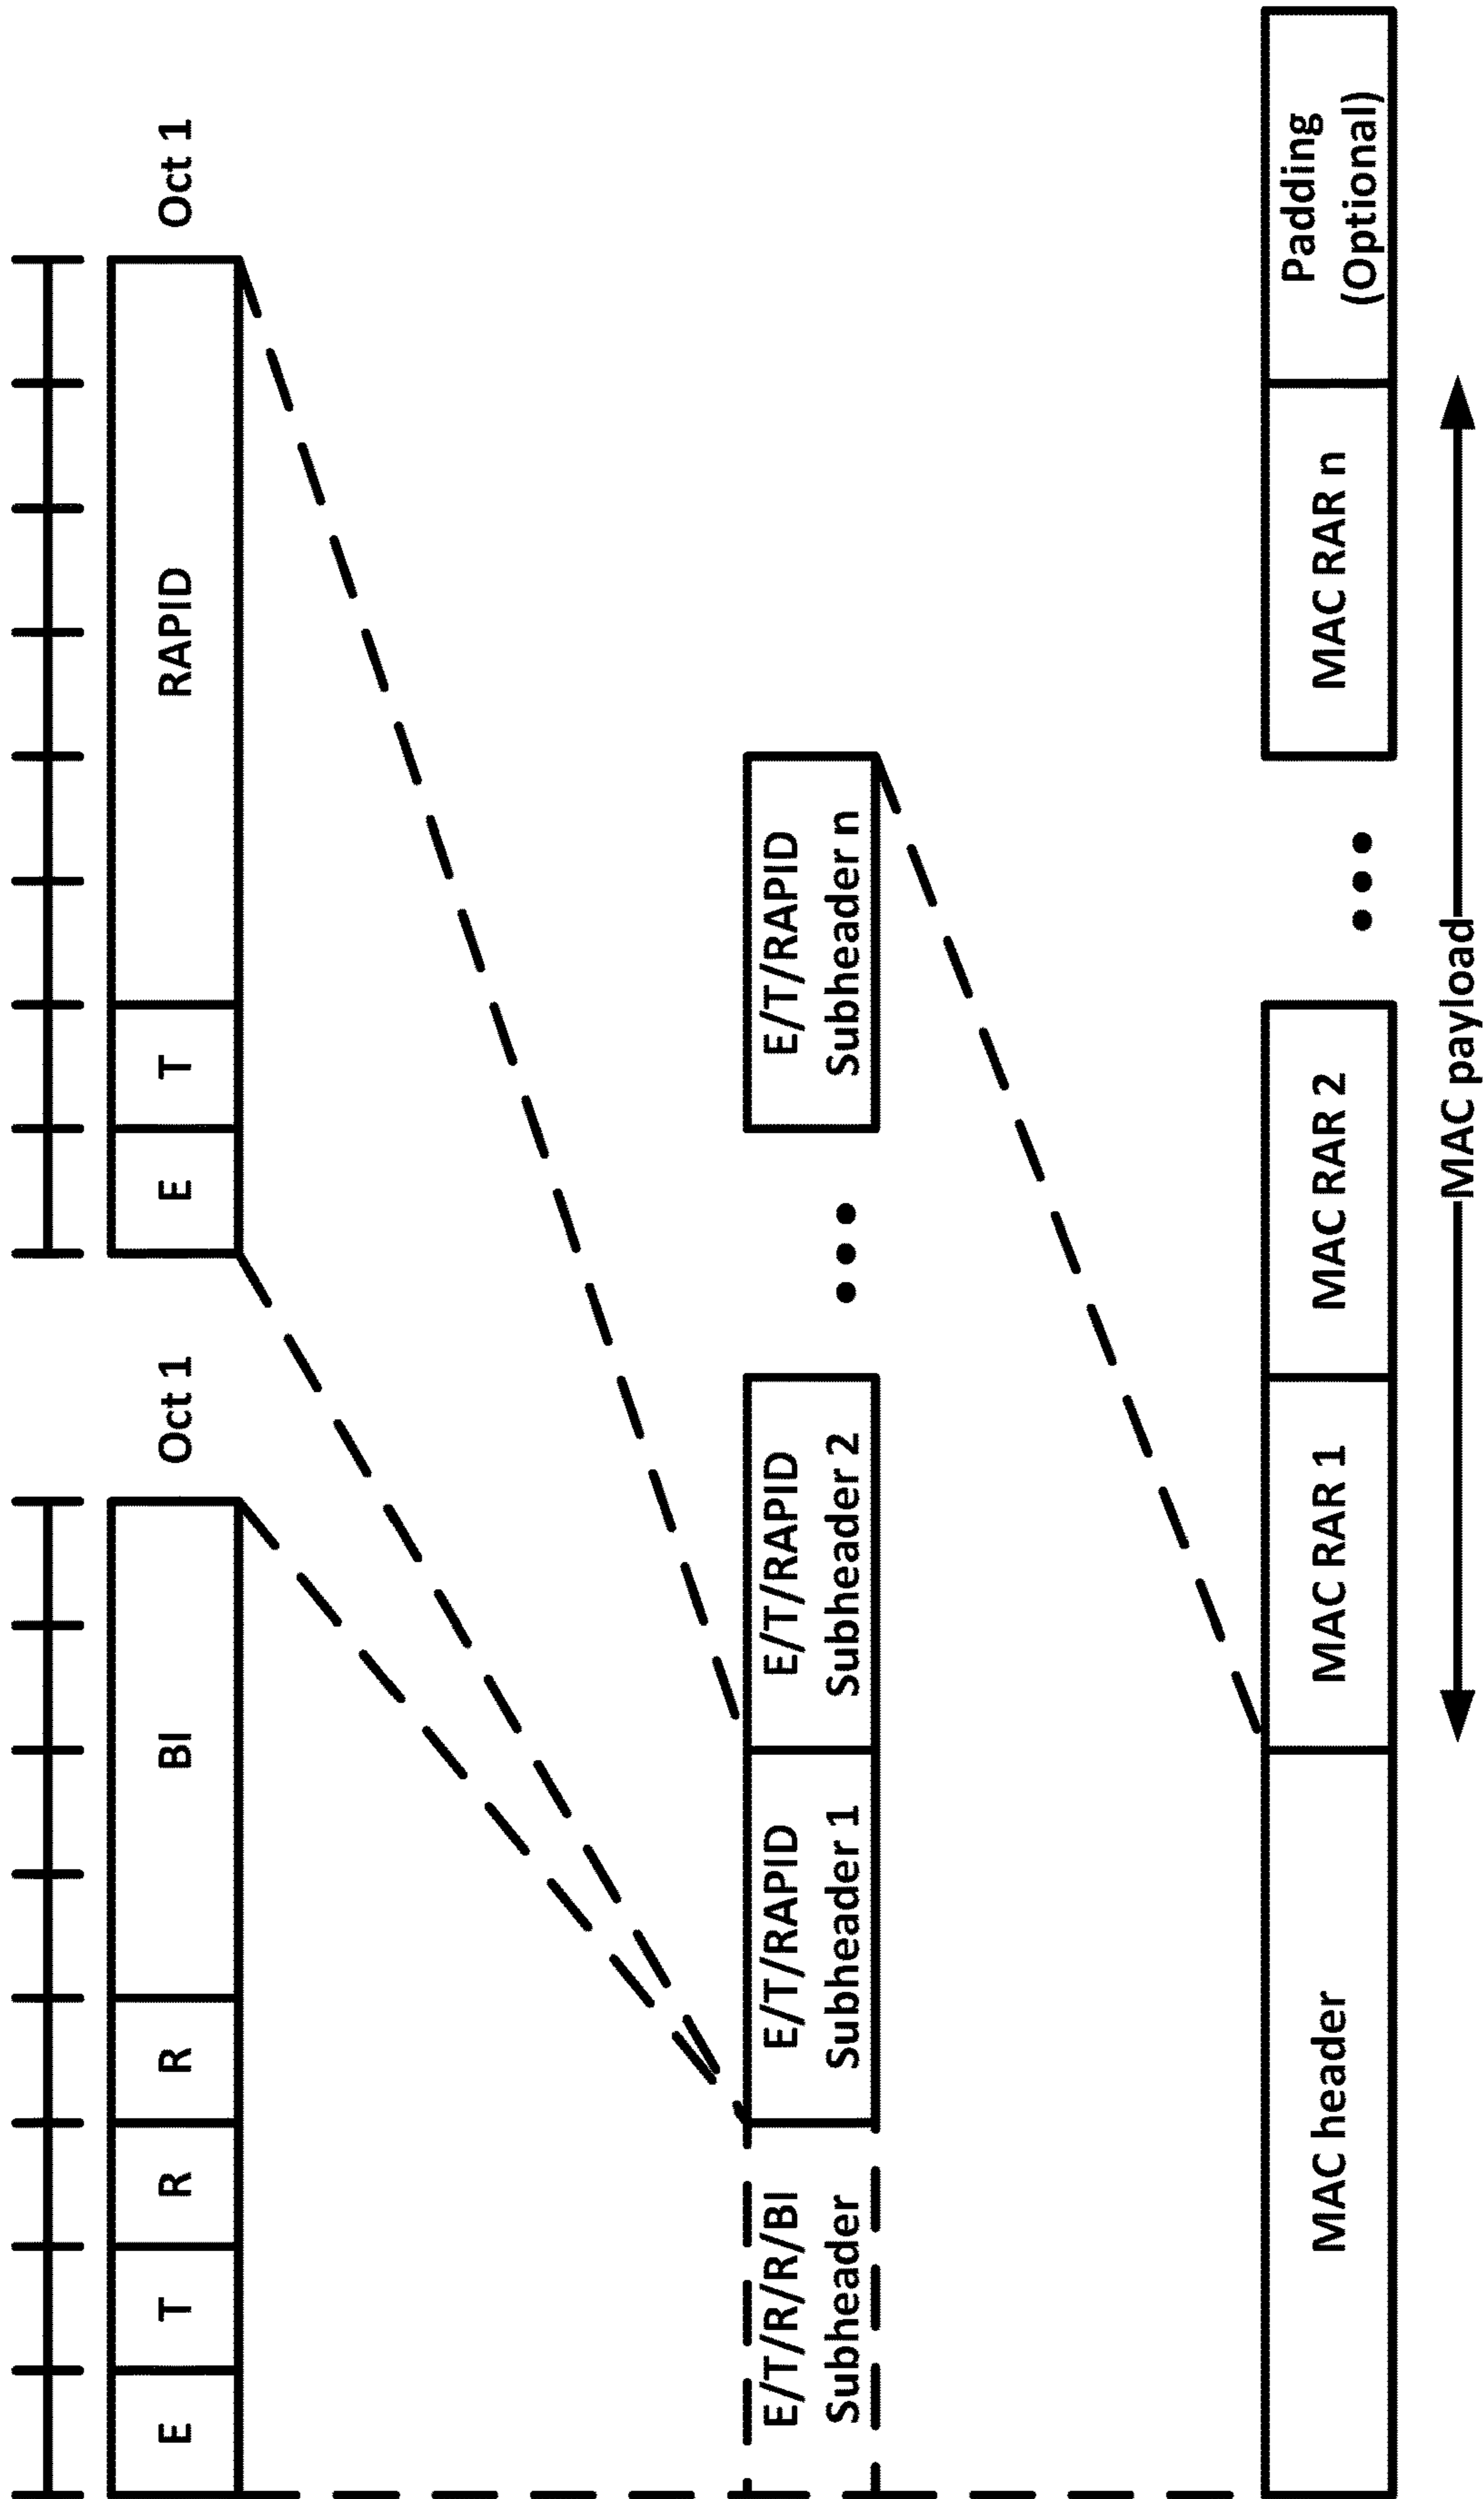 E
T
R
R
BI
Oct 1
E
T
RAPID
Oct 1
E/T/R/R/BI
Subheader
E/T/RAPID
Subheader 1
E/T/RAPID
Subheader 2
•••
E/T/RAPID
Subheader n
MAC header
MAC RAR 1
MAC RAR 2
•••
MAC RAR n
Padding
(Optional)
MAC payload